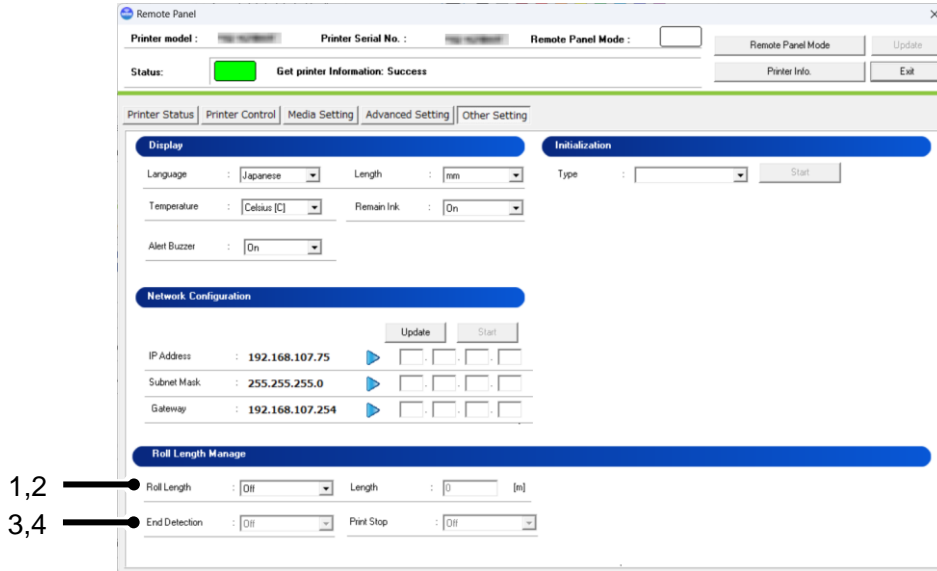 Remote Panel
Printer model : Printer Serial No. : Remote Panel Mode :
Remote Panel Mode Update
Status: Get printer Information: Success
Printer Info. Exit
Printer Status Printer Control Media Setting Advanced Setting Other Setting
Display Initialization
Language : Japanese Length : mm Type : Start
Temperature : Celsius [C] Remain Ink : On
Alert Buzzer : On
Network Configuration
Update Start
IP Address : 192.168.107.75 . . .
Subnet Mask : 255.255.255.0 . . .
Gateway : 192.168.107.254 . . .
Roll Length Manage
1,2 Roll Length : Off Length : 0 [m]
3,4 End Detection : Off Print Stop : Off